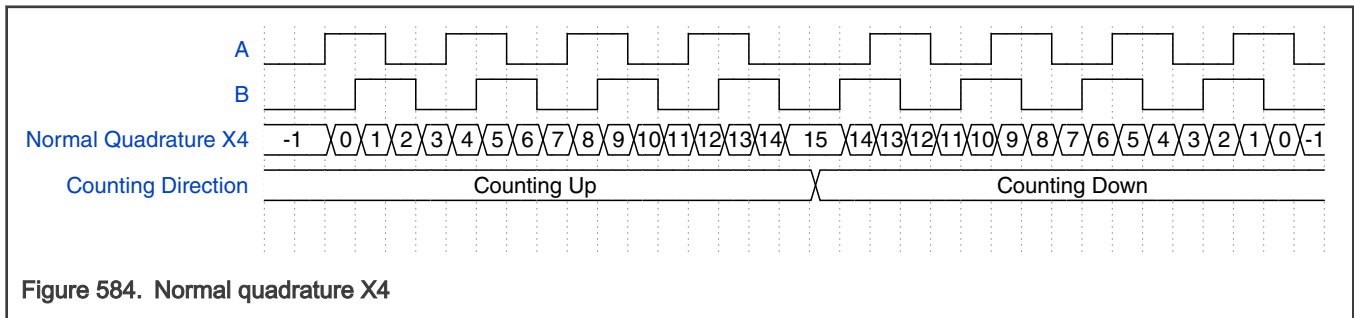 A
B
Normal Quadrature X4 -1 0 1 2 3 4 5 6 7 8 9 10 11 12 13 14 15 14 13 12 11 10 9 8 7 6 5 4 3 2 1 0 -1
Counting Direction Counting Up Counting Down
Figure 584. Normal quadrature X4